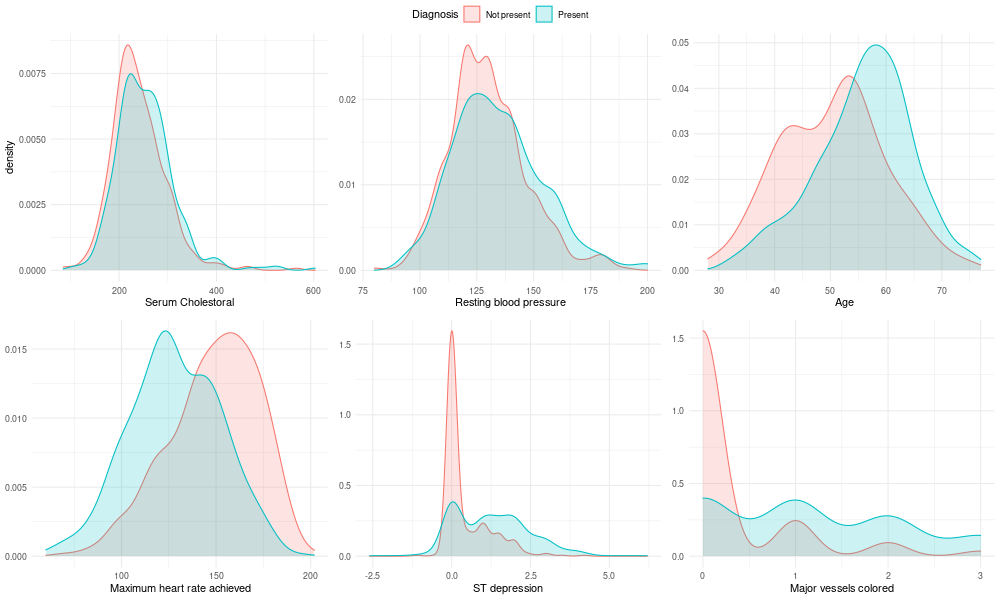 Diagnosis Not present Present
density
0.0075
0.0050
0.0025
0.0000
200 400 600
Serum Cholestoral
0.02
0.01
0.00
75 100 125 150 175 200
Resting blood pressure
0.05
0.04
0.03
0.02
0.01
0.00
30 40 50 60 70
Age
0.015
0.010
0.005
0.000
100 150 200
Maximum heart rate achieved
1.5
1.0
0.5
0.0
-2.5 0.0 2.5 5.0
ST depression
1.5
1.0
0.5
0.0
0 1 2 3
Major vessels colored